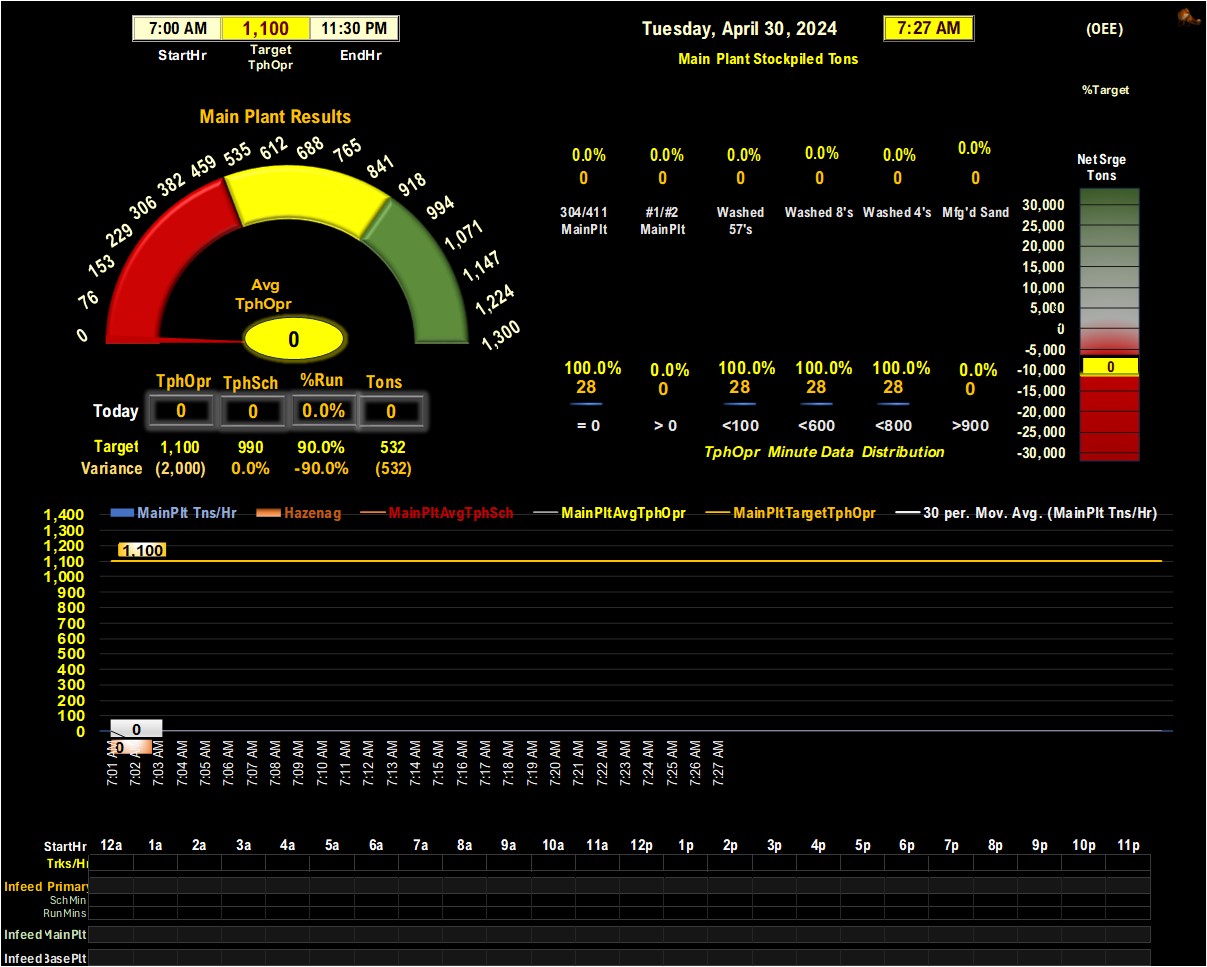 7:00 AM 1,100 11:30 PM
StartHr Target TphOpr EndHr
Tuesday, April 30, 2024 7:27 AM
Main Plant Stockpiled Tons
(OEE)
%Target
Main Plant Results
0 76 153 229 306 382 459 535 612 688 765 841 918 994 1,071 1,147 1,224 1,300
Avg
TphOpr
0
TphOpr TphSch %Run Tons
Today 0 0 0.0% 0
Target 1,100 990 90.0% 532
Variance (2,000) 0.0% -90.0% (532)
0.0% 0.0% 0.0% 0.0% 0.0% 0.0%
0 0 0 0 0 0
304/411 #1/#2 Washed Washed 8's Washed 4's Mfg'd Sand
MainPlt MainPlt 57's
100.0% 0.0% 100.0% 100.0% 100.0% 0.0%
28 0 28 28 28 0
= 0 > 0 <100 <600 <800 >900
TphOpr Minute Data Distribution
Net Srge
Tons
30,000
25,000
20,000
15,000
10,000
5,000
0
-5,000
-10,000
-15,000
-20,000
-25,000
-30,000
0
MainPlt Tns/Hr Hazenag MainPltAvgTphSch MainPltAvgTphOpr MainPltTargetTphOpr 30 per. Mov. Avg. (MainPlt Tns/Hr)
1,400
1,300
1,200
1,100
1,000
900
800
700
600
500
400
300
200
100
0
1,100
0
0
7:01 AM 7:02 AM 7:03 AM 7:04 AM 7:05 AM 7:06 AM 7:07 AM 7:08 AM 7:09 AM 7:10 AM 7:11 AM 7:12 AM 7:13 AM 7:14 AM 7:15 AM 7:16 AM 7:17 AM 7:18 AM 7:19 AM 7:20 AM 7:21 AM 7:22 AM 7:23 AM 7:24 AM 7:25 AM 7:26 AM 7:27 AM
StartHr 12a 1a 2a 3a 4a 5a 6a 7a 8a 9a 10a 11a 12p 1p 2p 3p 4p 5p 6p 7p 8p 9p 10p 11p
Trks/Hr
Infeed Primary
SchMin
RunMins
Infeed MainPlt
Infeed BasePlt